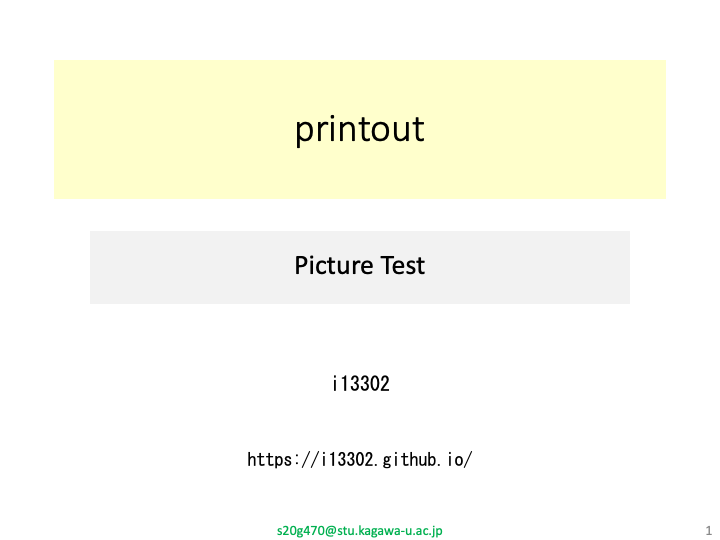 printout
Picture Test
i13302
https://i13302.github.io/
s20g470@stu.kagawa-u.ac.jp
1